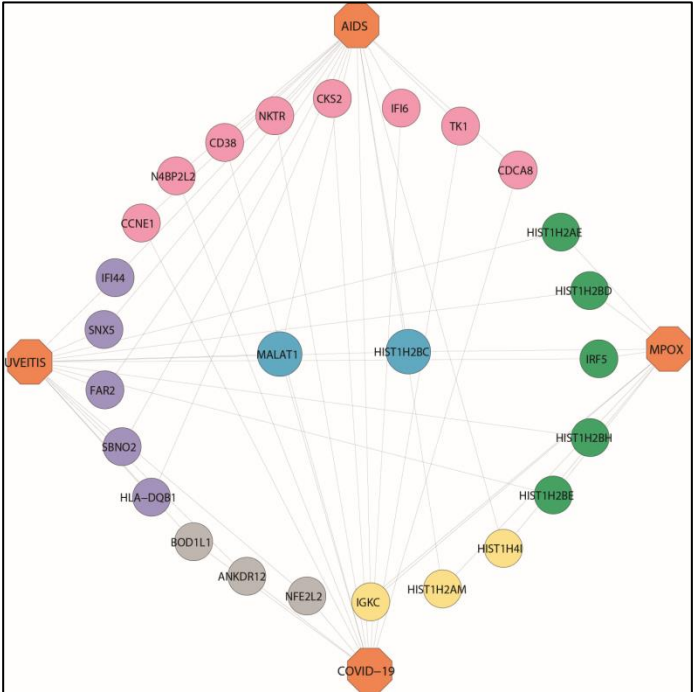 AIDS
CKS2
IFI6
NKTR
TK1
CD38
CDCA8
N4BP2L2
CCNE1
HIST1H2AE
IFI44
HIST1H2BD
SNX5
MALAT1
HIST1H2BC
IRF5
MPOX
UVEITIS
FAR2
SBNO2
HIST1H2BH
HLA-DQB1
HIST1H2BE
BOD1L1
HIST1H4I
ANKDR12
NFE2L2
IGKC
HIST1H2AM
COVID-19